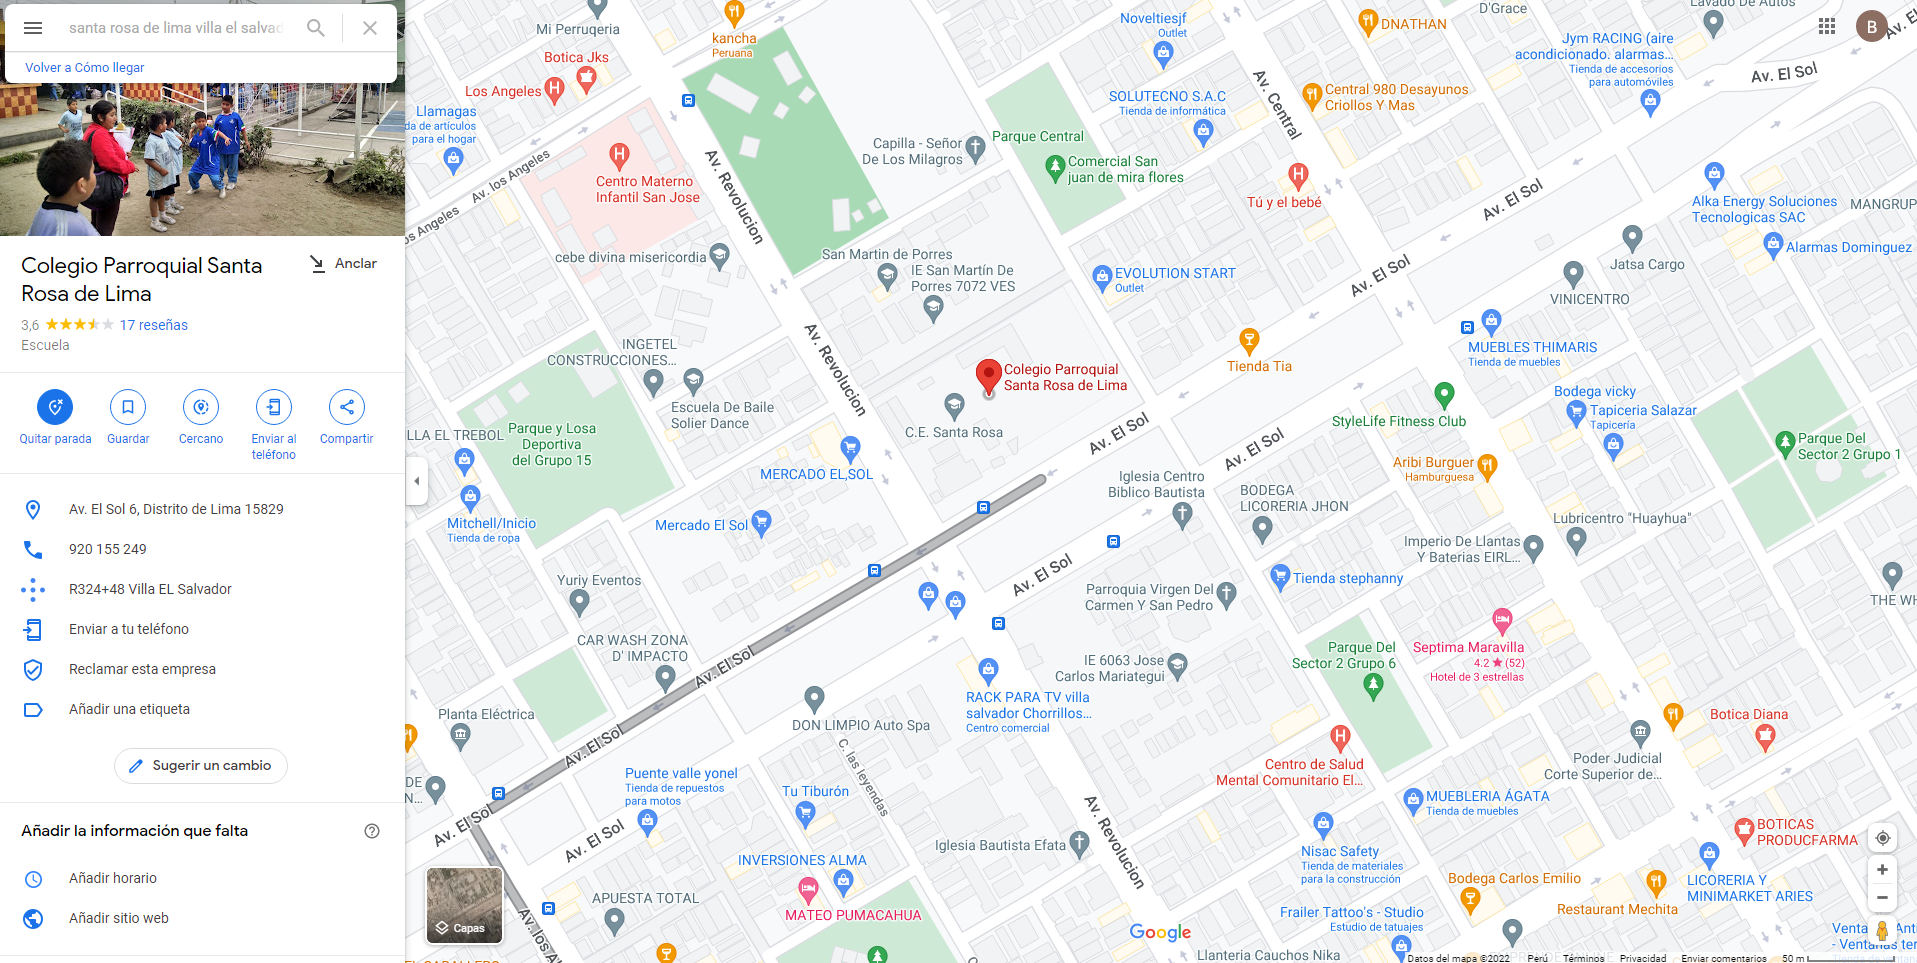 santa rosa de lima villa el salvad
Volver a Cómo llegar
Colegio Parroquial Santa
Rosa de Lima
Anclar
3,6
17 reseñas
Escuela
Quitar parada
Guardar
Cercano
Enviar al
teléfono
Compartir
Av. El Sol 6, Distrito de Lima 15829
920 155 249
R324+48 Villa EL Salvador
Enviar a tu teléfono
Reclamar esta empresa
Añadir una etiqueta
Sugerir un cambio
Añadir la información que falta
Añadir horario
Añadir sitio web
Mi Perruqeria
kancha
Peruana
Noveltiesjf
Outlet
DNATHAN
D'Grace
Lavado De Autos
B
Av. E
Botica Jks
Los Angeles
Llamagas
da de artículos
para el hogar
SOLUTECNO S.A.C
Tienda de informática
Av. Central
Central 980 Desayunos
Criollos Y Mas
Jym RACING (aire
acondicionado. alarmas...
Tienda de accesorios
para automóviles
Av. El Sol
Av. los Angeles
os Angeles
Centro Materno
Infantil San Jose
Av. Revolucion
Capilla - Señor
De Los Milagros
Parque Central
Comercial San
juan de mira flores
Tú y el bebé
Av. El Sol
Alka Energy Soluciones
Tecnologicas SAC
MANGRUP
Alarmas Dominguez
Jatsa Cargo
cebe divina misericordia
San Martin de Porres
IE San Martín De
Porres 7072 VES
EVOLUTION START
Outlet
Av. El Sol
VINICENTRO
INGETEL
CONSTRUCCIONES...
Av. Revolucion
Tienda Tia
MUEBLES THIMARIS
Tienda de muebles
Colegio Parroquial
Santa Rosa de Lima
Escuela De Baile
Solier Dance
C.E. Santa Rosa
StyleLife Fitness Club
Bodega vicky
Tapiceria Salazar
Tapicería
LLA EL TREBOL
Parque y Losa
Deportiva
del Grupo 15
MERCADO EL,SOL
Av. El Sol
Av. El Sol
Parque Del
Sector 2 Grupo 1
Aribi Burguer
Hamburguesa
Iglesia Centro
Biblico Bautista
BODEGA
LICORERIA JHON
Mitchell/Inicio
Tienda de ropa
Mercado El Sol
Lubricentro "Huayhua"
Imperio De Llantas
Y Baterias EIRL...
Yuriy Eventos
Av. El Sol
Parroquia Virgen Del
Carmen Y San Pedro
Tienda stephanny
THE WH
CAR WASH ZONA
D' IMPACTO
Av. El Sol
IE 6063 Jose
Carlos Mariategui
Parque Del
Sector 2 Grupo 6
Septima Maravilla
4.2 ★ (52)
Hotel de 3 estrellas
RACK PARA TV villa
salvador Chorrillos...
Centro comercial
Planta Eléctrica
DON LIMPIO Auto Spa
Av. El Sol
C. las leyendas
Botica Diana
Centro de Salud
Mental Comunitario El...
Poder Judicial
Corte Superior de...
DE
N...
Puente valle yonel
Tienda de repuestos
para motos
Tu Tiburón
Av. Revolucion
MUEBLERIA ÁGATA
Tienda de muebles
Av. El Sol
Av. El Sol
BOTICAS
PRODUCFARMA
Iglesia Bautista Efata
Nisac Safety
Tienda de materiales
para la construcción
INVERSIONES ALMA
LICORERIA Y
MINIMARKET ARIES
Bodega Carlos Emilio
Restaurant Mechita
APUESTA TOTAL
MATEO PUMACAHUA
Frailer Tattoo's - Studio
Estudio de tatuajes
Capas
Av. los
Google
Llanteria Cauchos Nika
Datos del mapa ©2022
Perú
Términos
Privacidad
Enviar comentarios
50 m